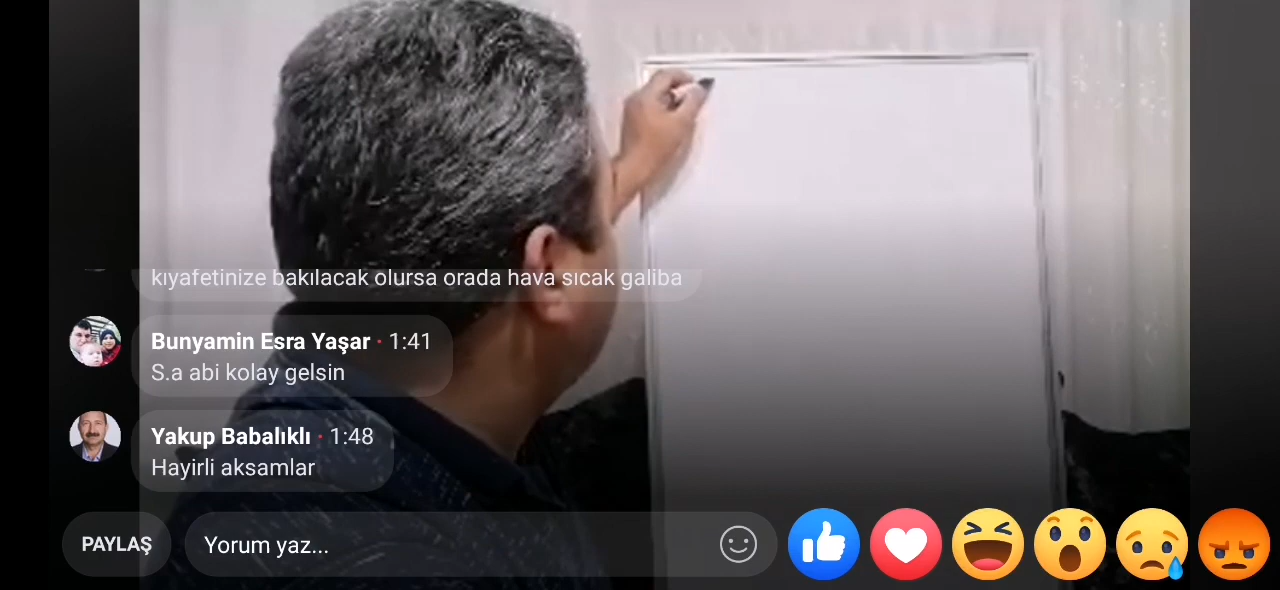 kıyafetinize bakılacak olursa orada hava sıcak galiba
Bunyamin Esra Yaşar · 1:41
S.a abi kolay gelsin
Yakup Babalıklı · 1:48
Hayirli aksamlar
PAYLAŞ
Yorum yaz...